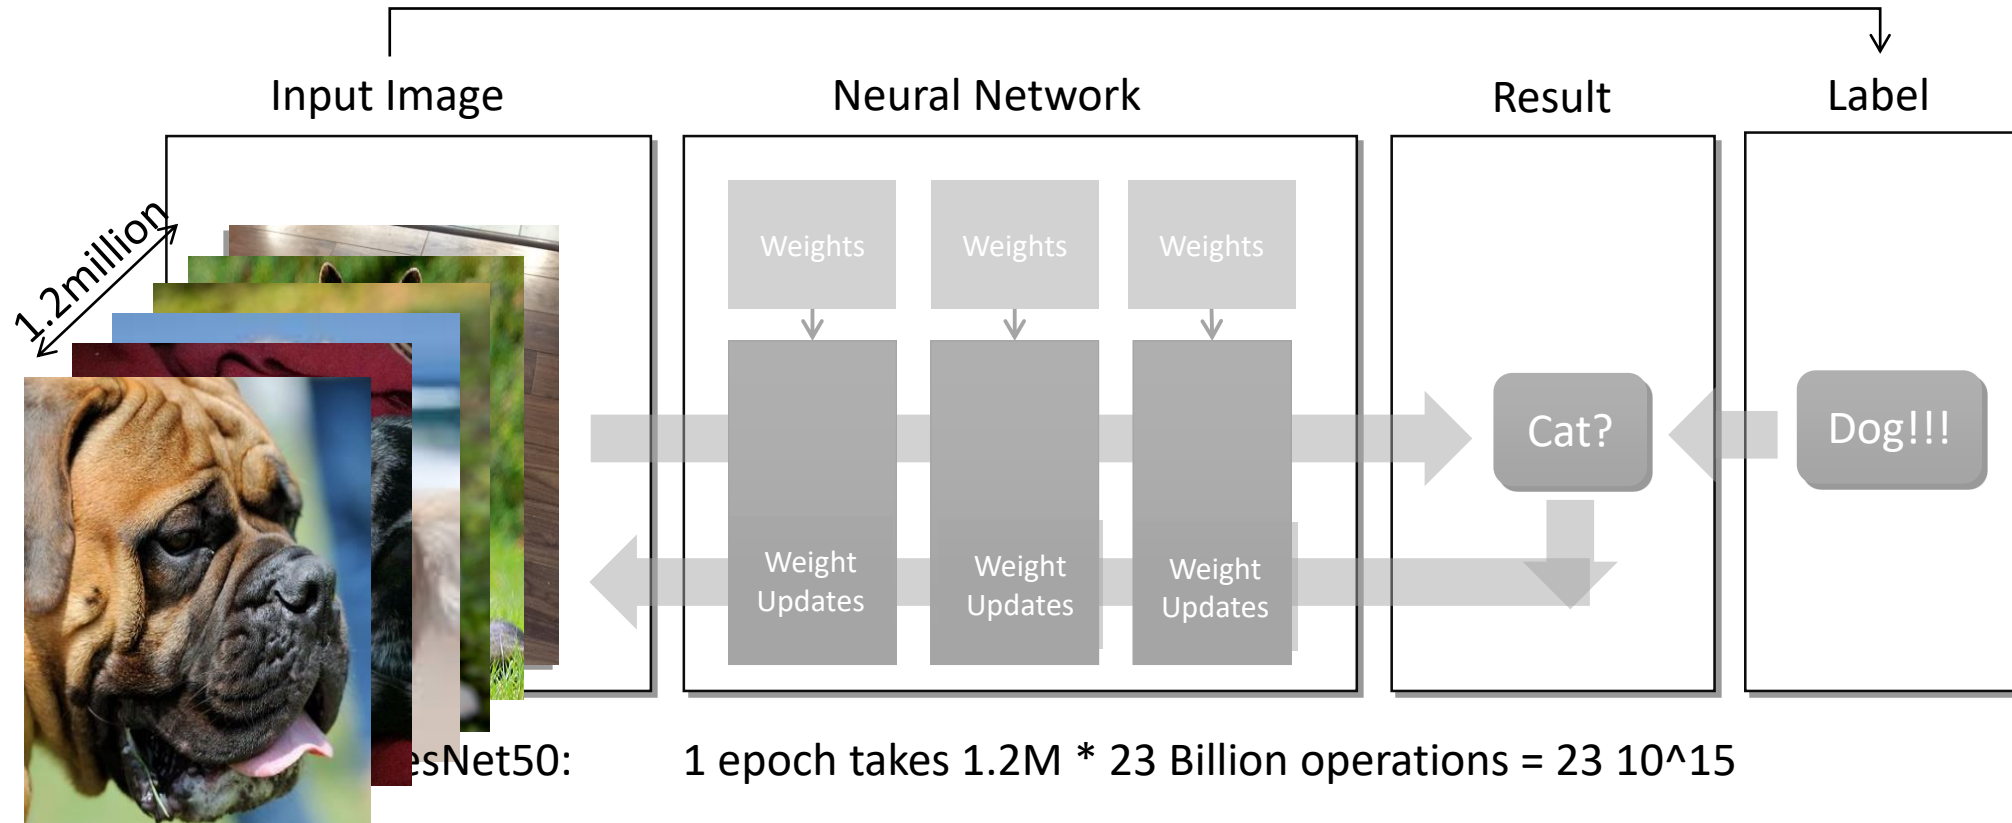 Input Image
Neural Network
Result
Label
1.2million
Weights
Weights
Weights
Cat?
Dog!!!
Weight
Updates
Weight
Updates
Weight
Updates
esNet50:
1 epoch takes 1.2M * 23 Billion operations = 23 10^15